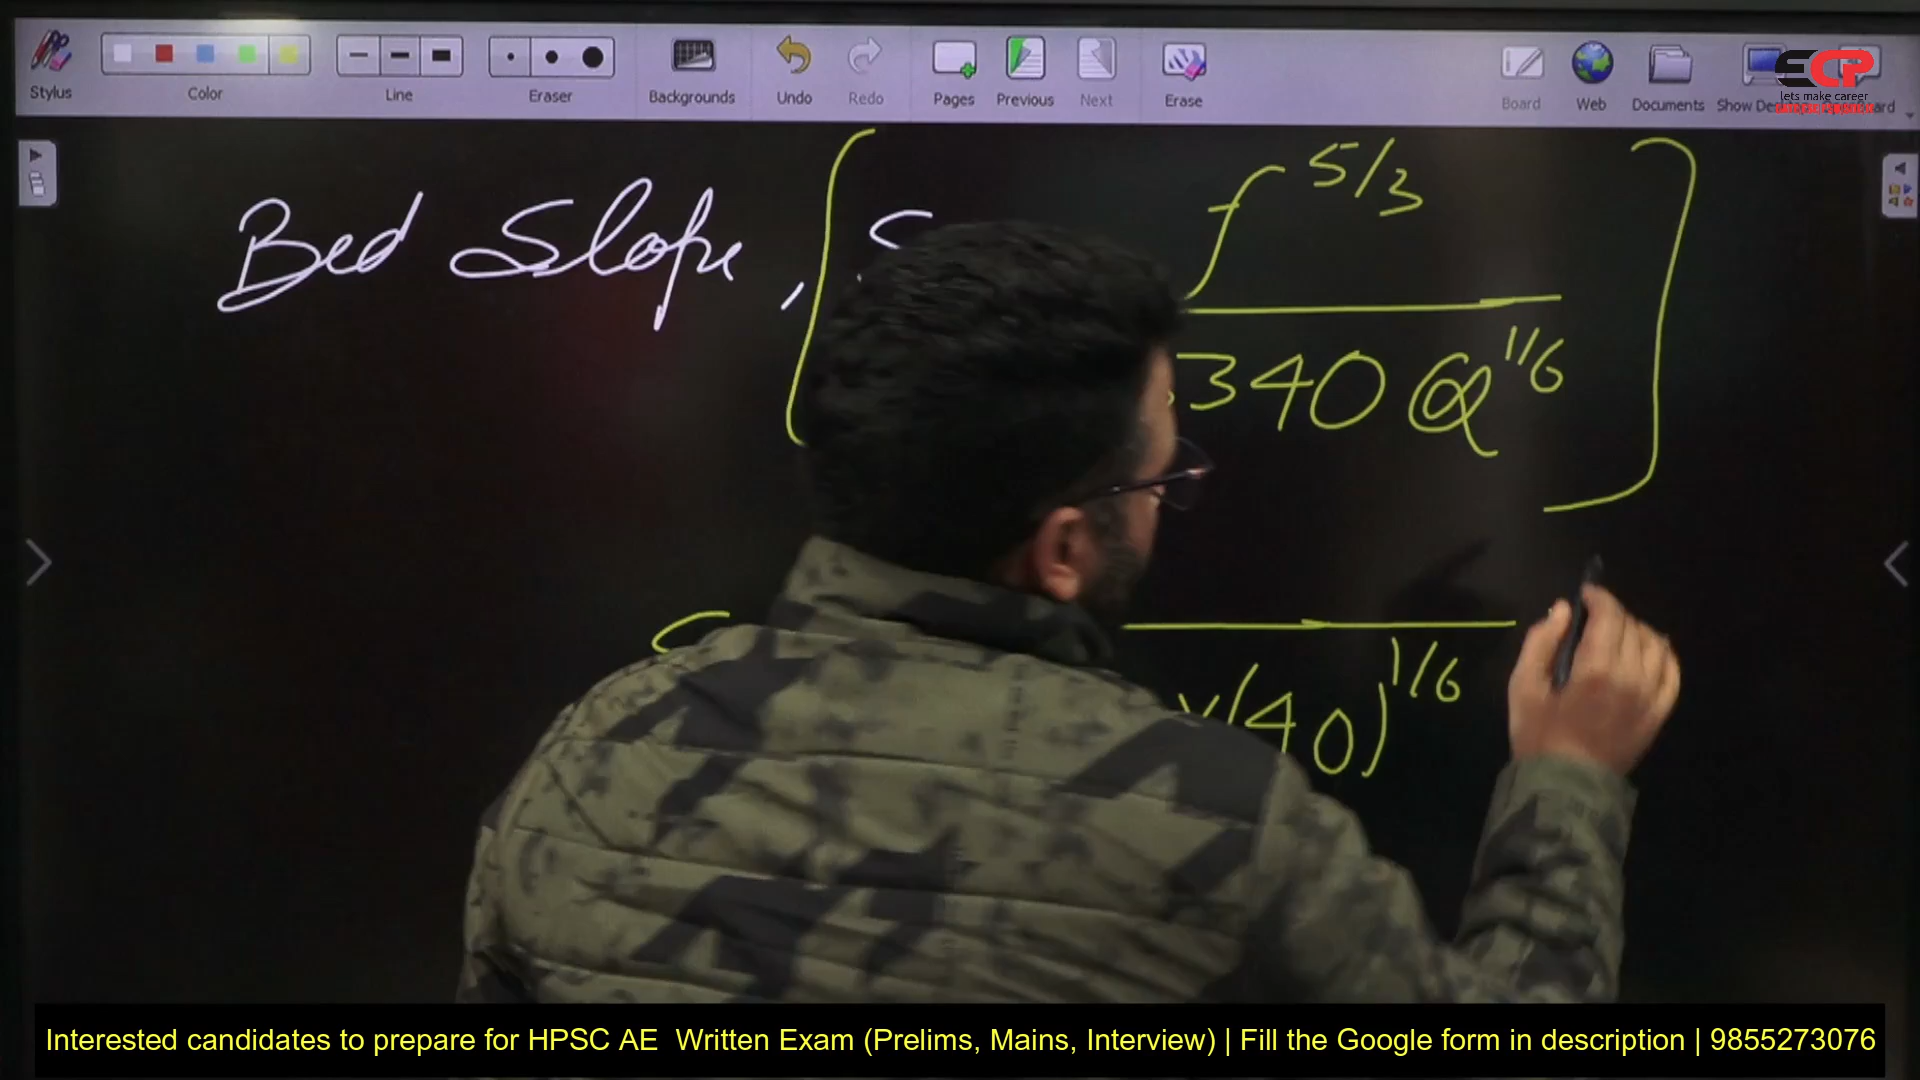 Stylus
Color
Line
Eraser
Backgrounds
Undo
Redo
Pages
Previous
Next
Erase
Board
Web
Documents
ECP
lets make career
Bed Slope, S
f 5/3
3340 Q 1/6
S
x(40) 1/6
Interested candidates to prepare for HPSC AE Written Exam (Prelims, Mains, Interview) | Fill the Google form in description | 9855273076